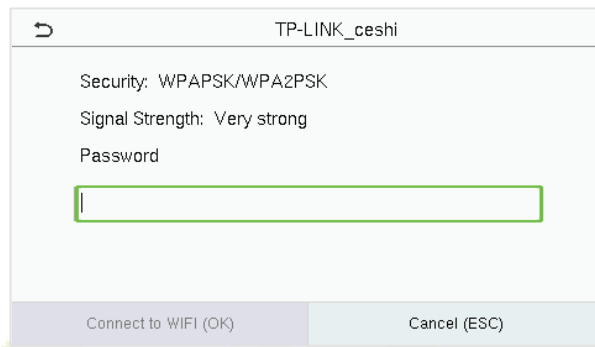 TP-LINK_ceshi
Security: WPAPSK/WPA2PSK
Signal Strength: Very strong
Password
Connect to WIFI (OK)
Cancel (ESC)